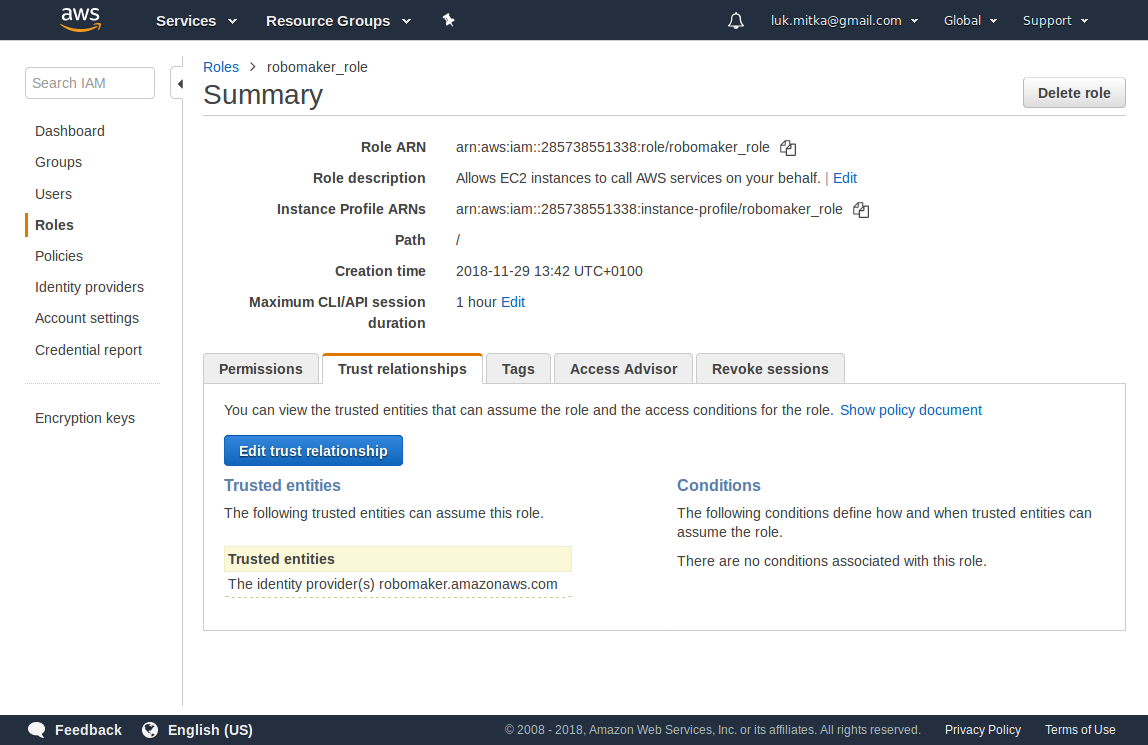 aws Services Resource Groups luk.mitka@gmail.com Global Support
Search IAM
Dashboard
Groups
Users
Roles
Policies
Identity providers
Account settings
Credential report
Encryption keys
Roles > robomaker_role
Summary
Delete role
Role ARN arn:aws:iam::285738551338:role/robomaker_role
Role description Allows EC2 instances to call AWS services on your behalf. | Edit
Instance Profile ARNs arn:aws:iam::285738551338:instance-profile/robomaker_role
Path /
Creation time 2018-11-29 13:42 UTC+0100
Maximum CLI/API session
duration
1 hour Edit
Permissions Trust relationships Tags Access Advisor Revoke sessions
You can view the trusted entities that can assume the role and the access conditions for the role. Show policy document
Edit trust relationship
Trusted entities
The following trusted entities can assume this role.
Trusted entities
The identity provider(s) robomaker.amazonaws.com
Conditions
The following conditions define how and when trusted entities can
assume the role.
There are no conditions associated with this role.
Feedback English (US) © 2008 - 2018, Amazon Web Services, Inc. or its affiliates. All rights reserved. Privacy Policy Terms of Use